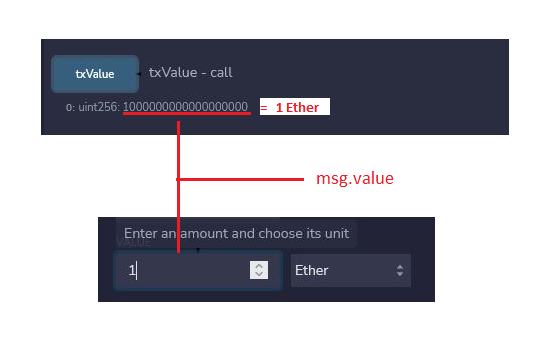 txValue txValue - call
0: uint256: 1000000000000000000 = 1 Ether
msg.value
Enter an amount and choose its unit
VALUE
1 Ether